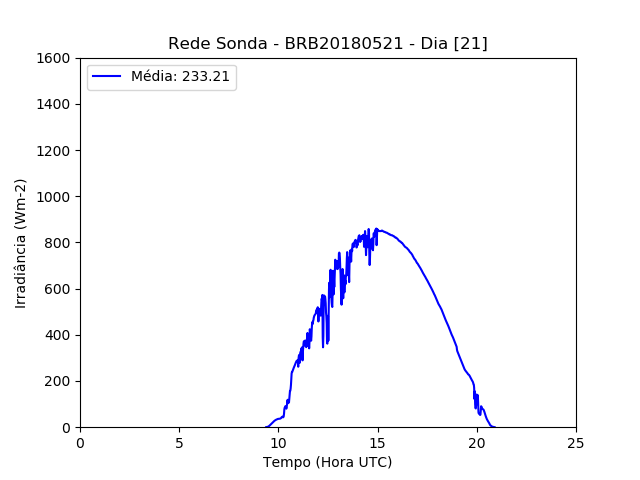 Rede Sonda - BRB20180521 - Dia [21]
Média: 233.21
1600
1400
1200
1000
800
600
400
200
0
Irradiância (Wm-2)
0 5 10 15 20 25
Tempo (Hora UTC)